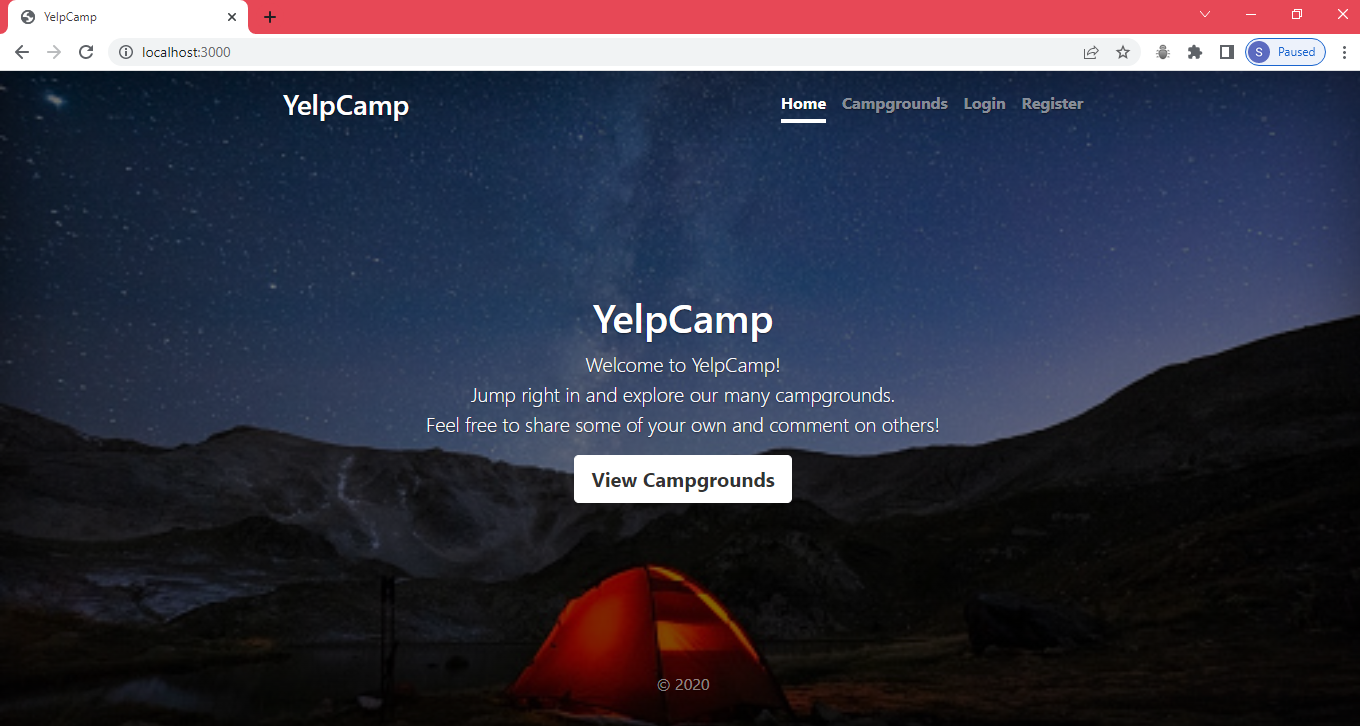 YelpCamp
localhost:3000
S Paused
YelpCamp
Home Campgrounds Login Register
YelpCamp
Welcome to YelpCamp!
Jump right in and explore our many campgrounds.
Feel free to share some of your own and comment on others!
View Campgrounds
© 2020